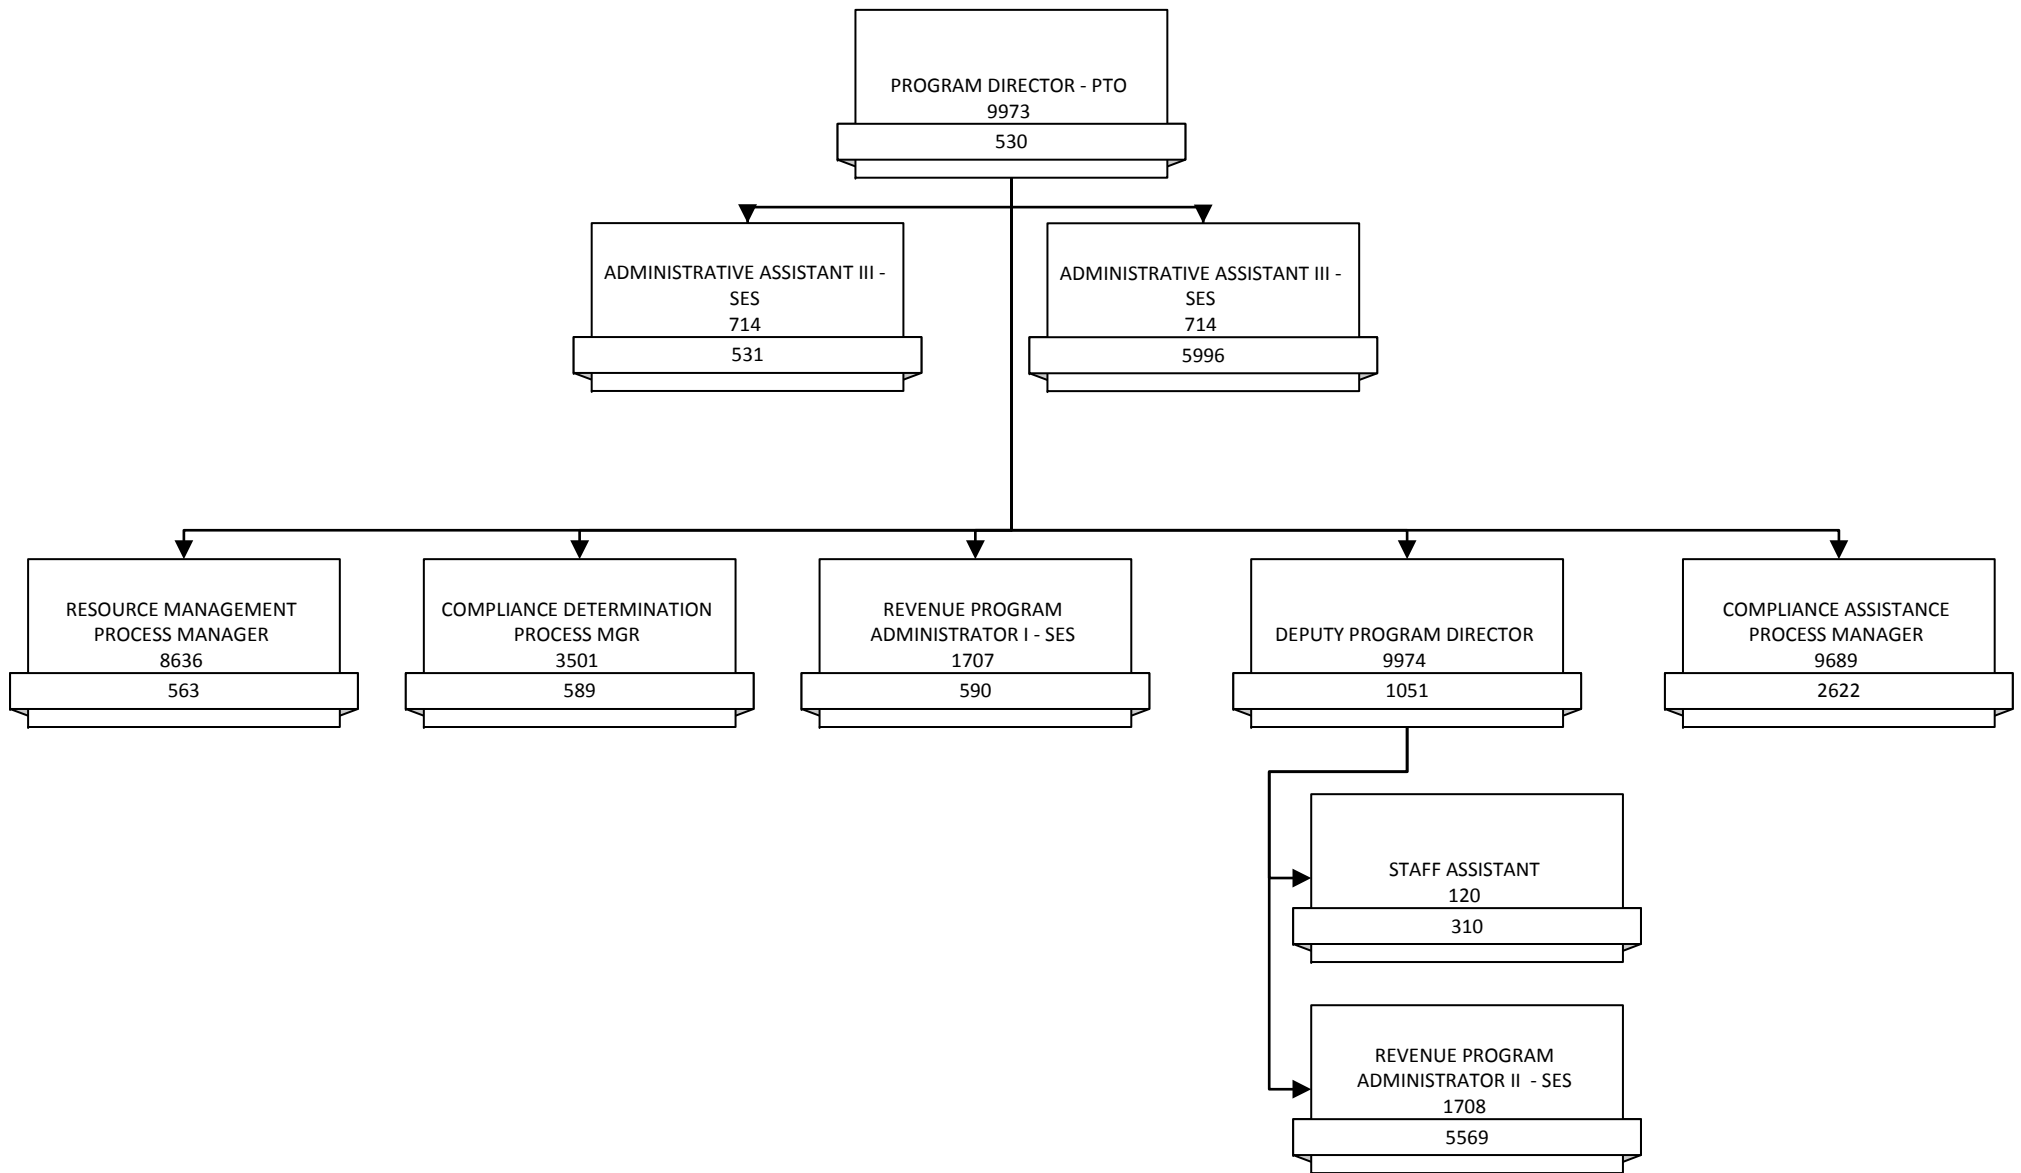 PROGRAM DIRECTOR - PTO
9973
530
ADMINISTRATIVE ASSISTANT III -
SES
714
531
ADMINISTRATIVE ASSISTANT III -
SES
714
5996
RESOURCE MANAGEMENT
PROCESS MANAGER
8636
563
COMPLIANCE DETERMINATION
PROCESS MGR
3501
589
REVENUE PROGRAM
ADMINISTRATOR I - SES
1707
590
DEPUTY PROGRAM DIRECTOR
9974
1051
COMPLIANCE ASSISTANCE
PROCESS MANAGER
9689
2622
STAFF ASSISTANT
120
310
REVENUE PROGRAM
ADMINISTRATOR II  - SES
1708
5569